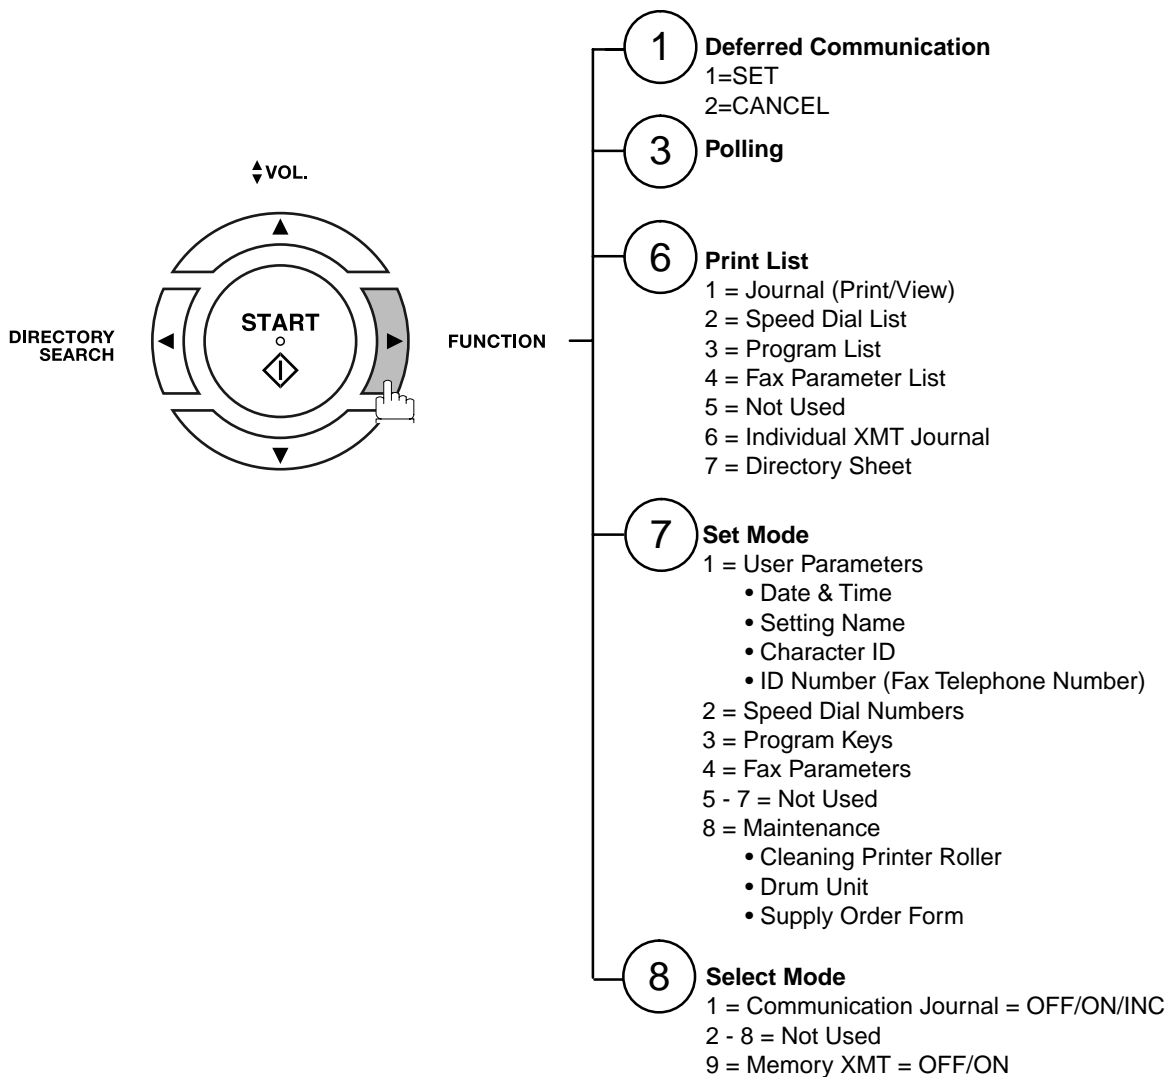 VOL.
START
DIRECTORY
SEARCH
FUNCTION
1
Deferred Communication
1=SET
2=CANCEL
3
Polling
6
Print List
1 = Journal (Print/View)
2 = Speed Dial List
3 = Program List
4 = Fax Parameter List
5 = Not Used
6 = Individual XMT Journal
7 = Directory Sheet
7
Set Mode
1 = User Parameters
• Date & Time
• Setting Name
• Character ID
• ID Number (Fax Telephone Number)
2 = Speed Dial Numbers
3 = Program Keys
4 = Fax Parameters
5 - 7 = Not Used
8 = Maintenance
• Cleaning Printer Roller
• Drum Unit
• Supply Order Form
8
Select Mode
1 = Communication Journal = OFF/ON/INC
2 - 8 = Not Used
9 = Memory XMT = OFF/ON